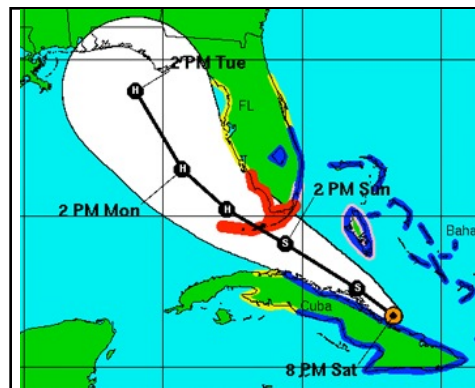 2 PM Tue
H
FL
H
2 PM Sun
2 PM Mon
H
S
Baha
S
Cuba
8 PM Sat